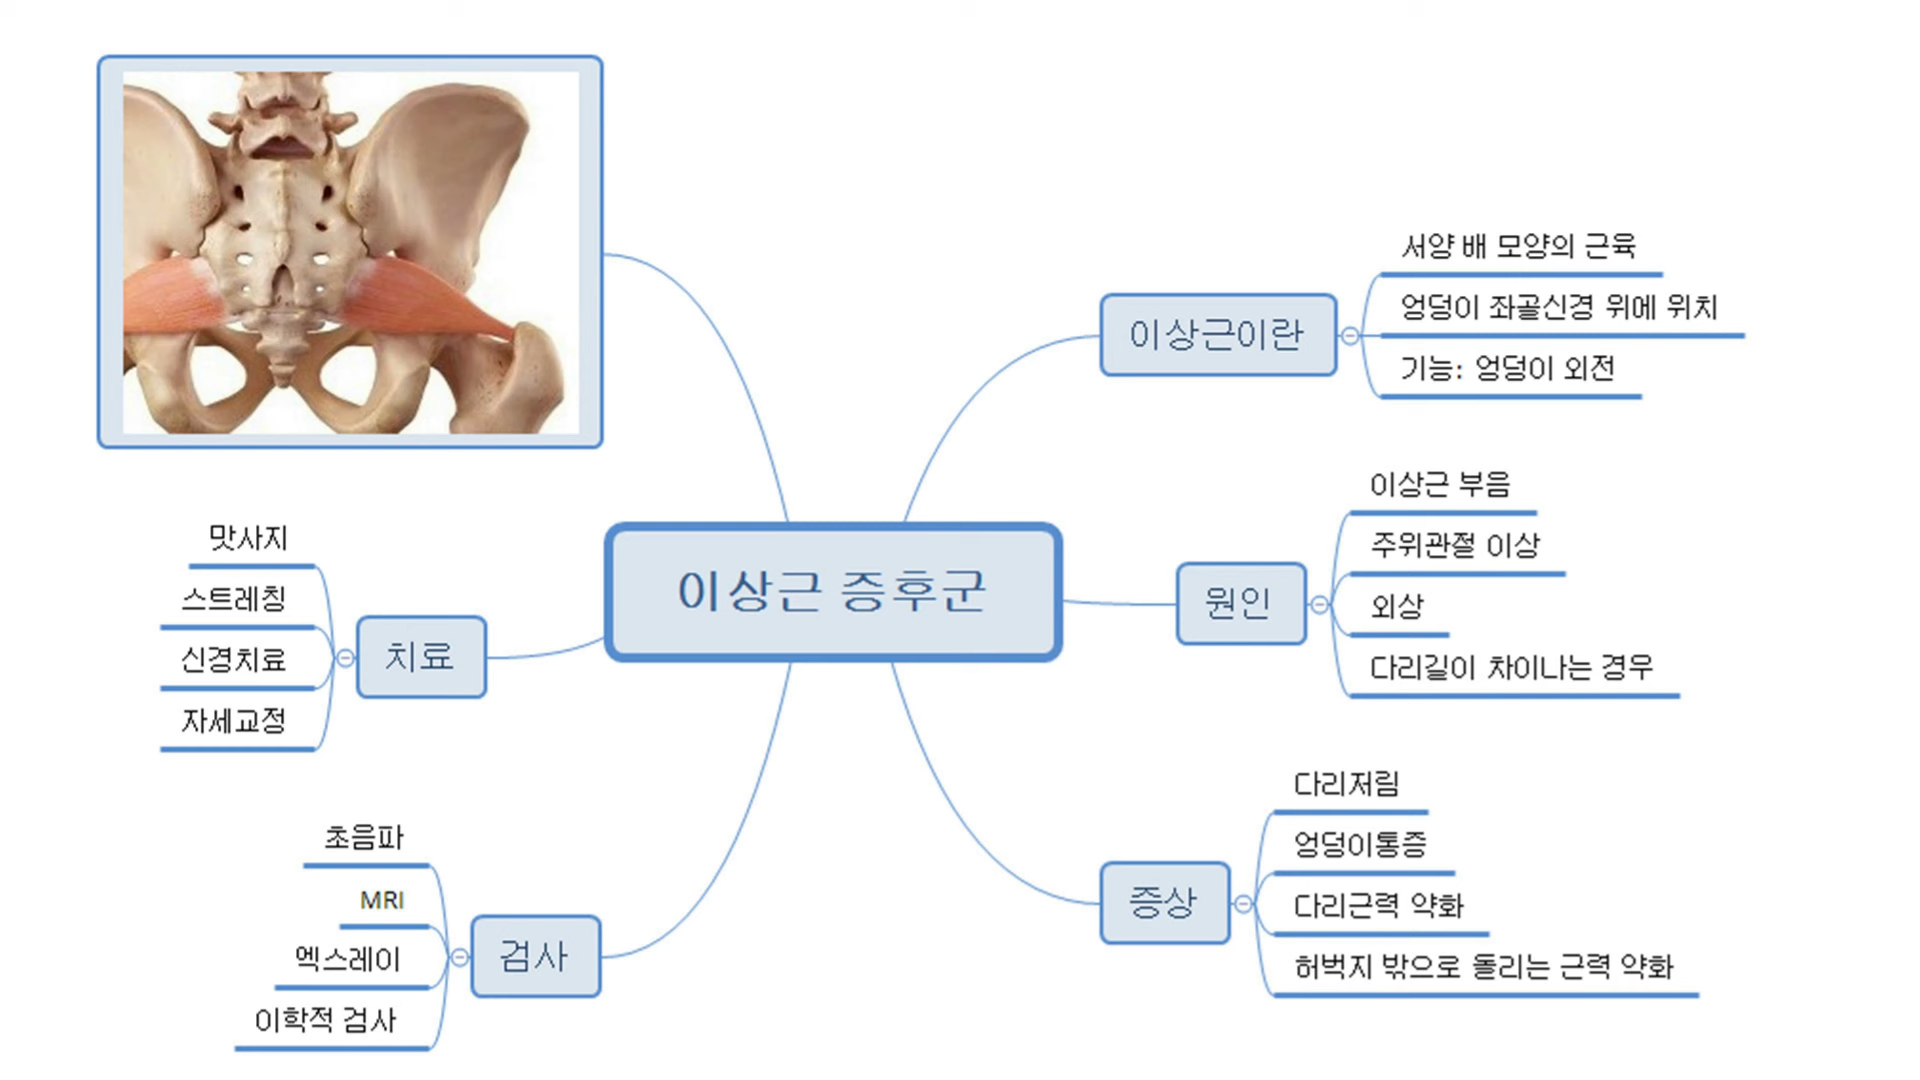 이상근 증후군
이상근이란
서양 배 모양의 근육
엉덩이 좌골신경 위에 위치
기능: 엉덩이 외전
원인
이상근 부음
주위관절 이상
외상
다리길이 차이나는 경우
증상
다리저림
엉덩이통증
다리근력 약화
허벅지 밖으로 돌리는 근력 약화
치료
맛사지
스트레칭
신경치료
자세교정
검사
초음파
MRI
엑스레이
이학적 검사